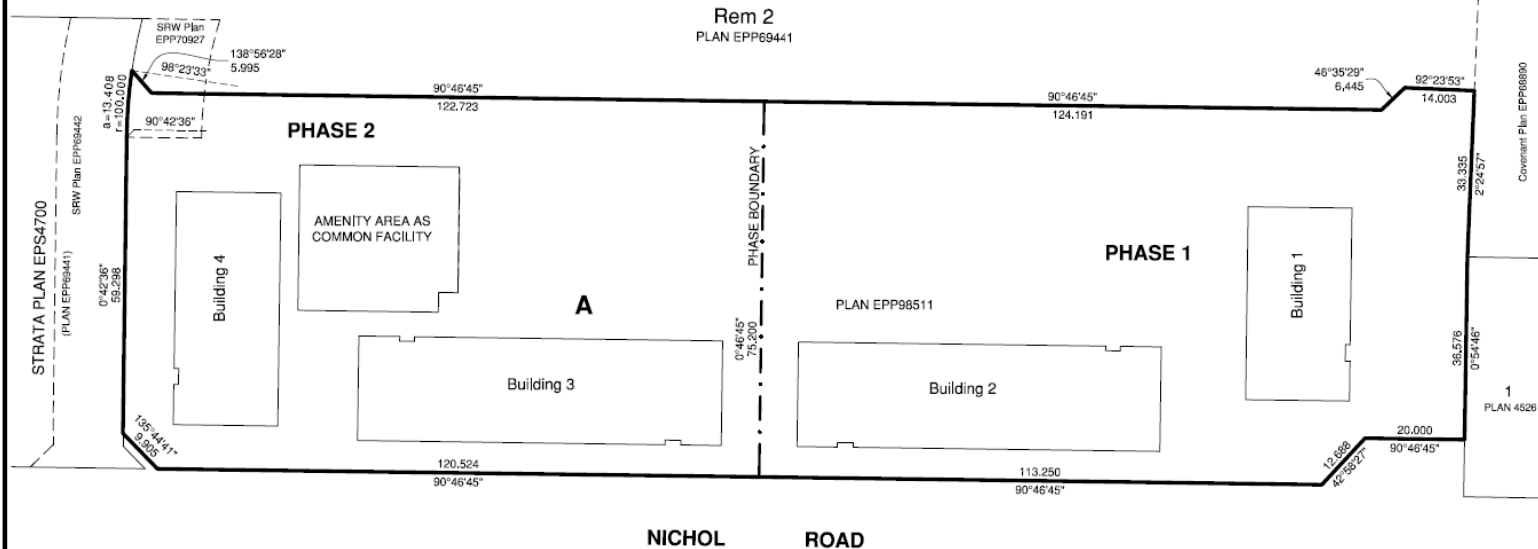 Rem 2
PLAN EPP69441
SRW Plan
EPP70927
138°56'28"
5.995
98°23'33"
a=13.408
r=100.000
90°42'36"
90°46'45"
122.723
90°46'45"
124.191
46°35'29"
6,445
92°23'53"
14.003
Covenant Plan EPP68890
SRW Plan EPP69442
PHASE 2
PHASE BOUNDARY
33.335
2°24'57"
AMENITY AREA AS
COMMON FACILITY
STRATA PLAN EPS4700
(PLAN EPP69441)
0°42'36"
59.298
Building 4
A
PLAN EPP98511
PHASE 1
Building 1
0°46'45"
75.200
36.576
0°54'46"
Building 3
Building 2
1
PLAN 4526
135°44'41"
9.905
120.524
90°46'45"
113.250
90°46'45"
12.688
42°58'27"
20.000
90°46'45"
NICHOL ROAD